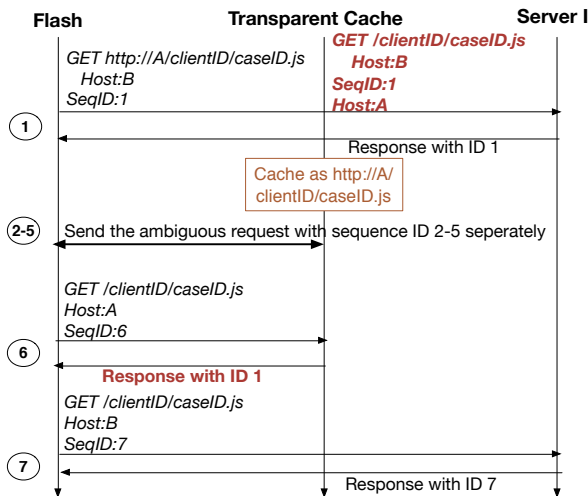 Flash
Transparent Cache
Server I
GET http://A/clientID/caseID.js
Host:B
SeqID:1
GET /clientID/caseID.js
Host:B
SeqID:1
Host:A
1
Response with ID 1
Cache as http://A/
clientID/caseID.js
2-5
Send the ambiguous request with sequence ID 2-5 seperately
GET /clientID/caseID.js
Host:A
SeqID:6
6
Response with ID 1
GET /clientID/caseID.js
Host:B
SeqID:7
7
Response with ID 7